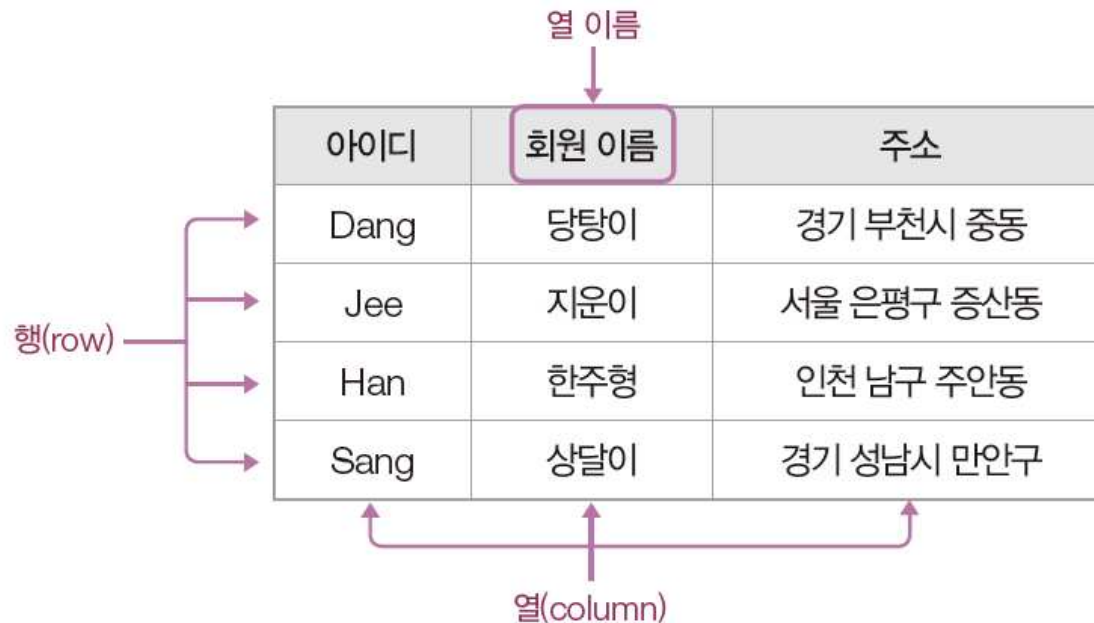 열 이름
아이디 회원 이름 주소
Dang 당탕이 경기 부천시 중동
Jee 지운이 서울 은평구 증산동
행(row)
Han 한주형 인천 남구 주안동
Sang 상달이 경기 성남시 만안구
열(column)